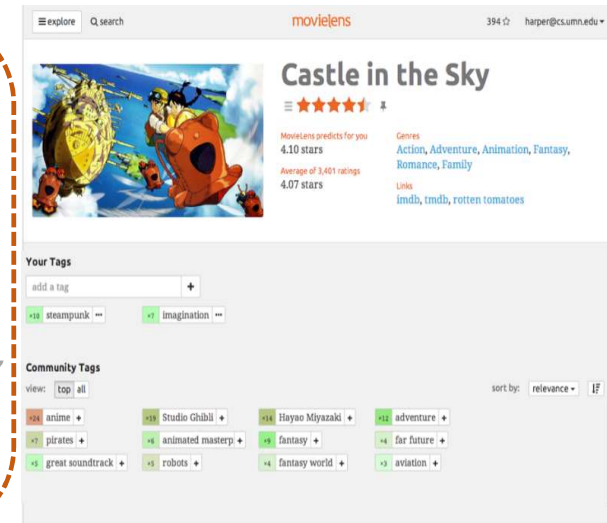 explore search movielens 394 harper@cs.umn.edu
Castle in the Sky
MovieLens predicts for you
4.10 stars
Average of 3,401 ratings
4.07 stars
Genres
Action, Adventure, Animation, Fantasy,
Romance, Family
Links
imdb, tmdb, rotten tomatoes
Your Tags
add a tag +
+10 steampunk ••• +7 imagination •••
Community Tags
view: top all sort by: relevance
+24 anime + +19 Studio Ghibli + +14 Hayao Miyazaki + +12 adventure +
+7 pirates + +6 animated masterp + +9 fantasy + +4 far future +
+5 great soundtrack + +5 robots + +4 fantasy world + +3 aviation +